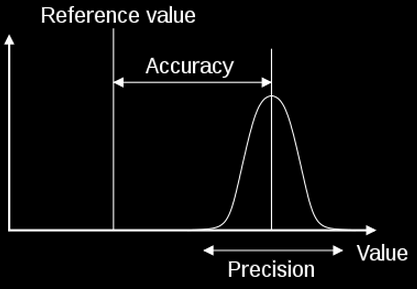 Reference value
Accuracy
Value
Precision